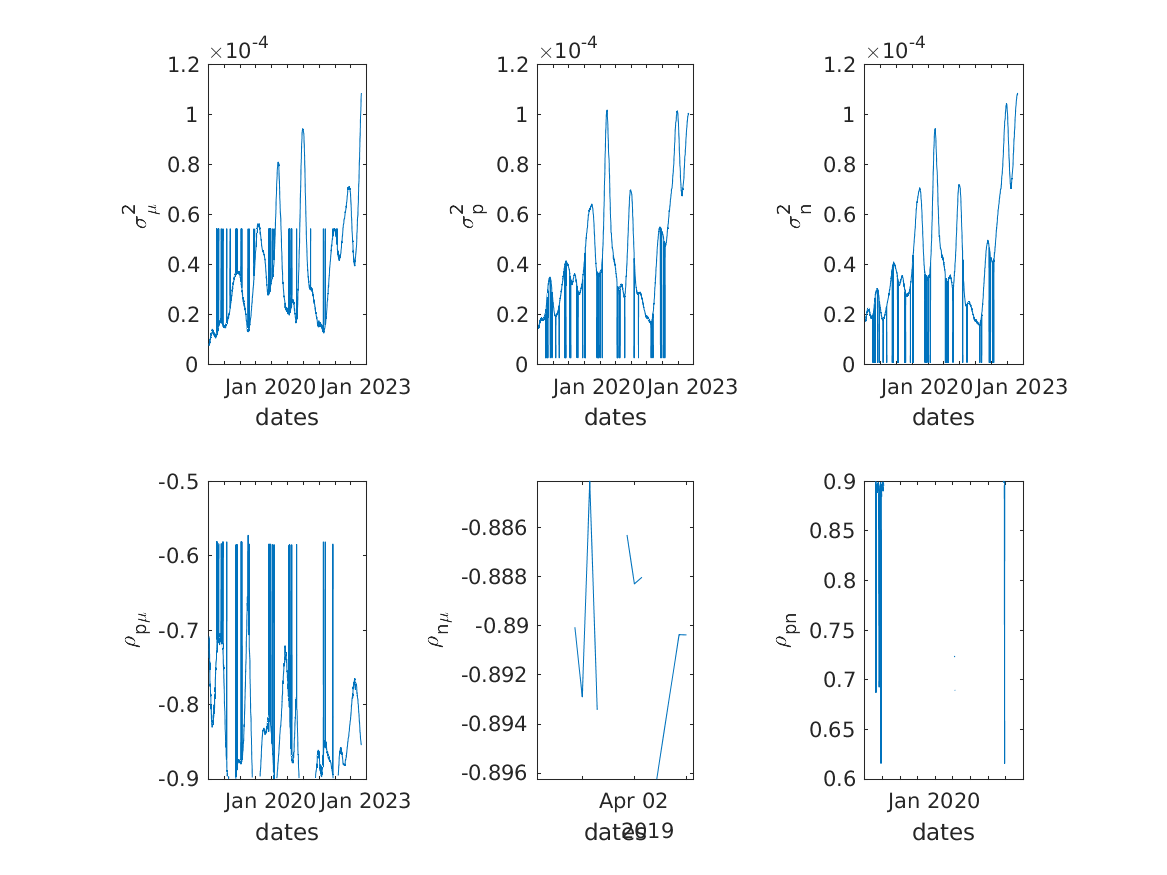 ×10-4
1.2
1
0.8
0.6
0.4
0.2
0
σ2μ
Jan 2020
Jan 2023
dates
×10-4
1.2
1
0.8
0.6
0.4
0.2
0
σ2p
Jan 2020
Jan 2023
dates
×10-4
1.2
1
0.8
0.6
0.4
0.2
0
σ2n
Jan 2020
Jan 2023
dates
-0.5
-0.6
-0.7
-0.8
-0.9
ρpμ
Jan 2020
Jan 2023
dates
-0.886
-0.888
-0.89
-0.892
-0.894
-0.896
ρnμ
Apr 02
2019
dates
0.9
0.85
0.8
0.75
0.7
0.65
0.6
ρpn
Jan 2020
dates